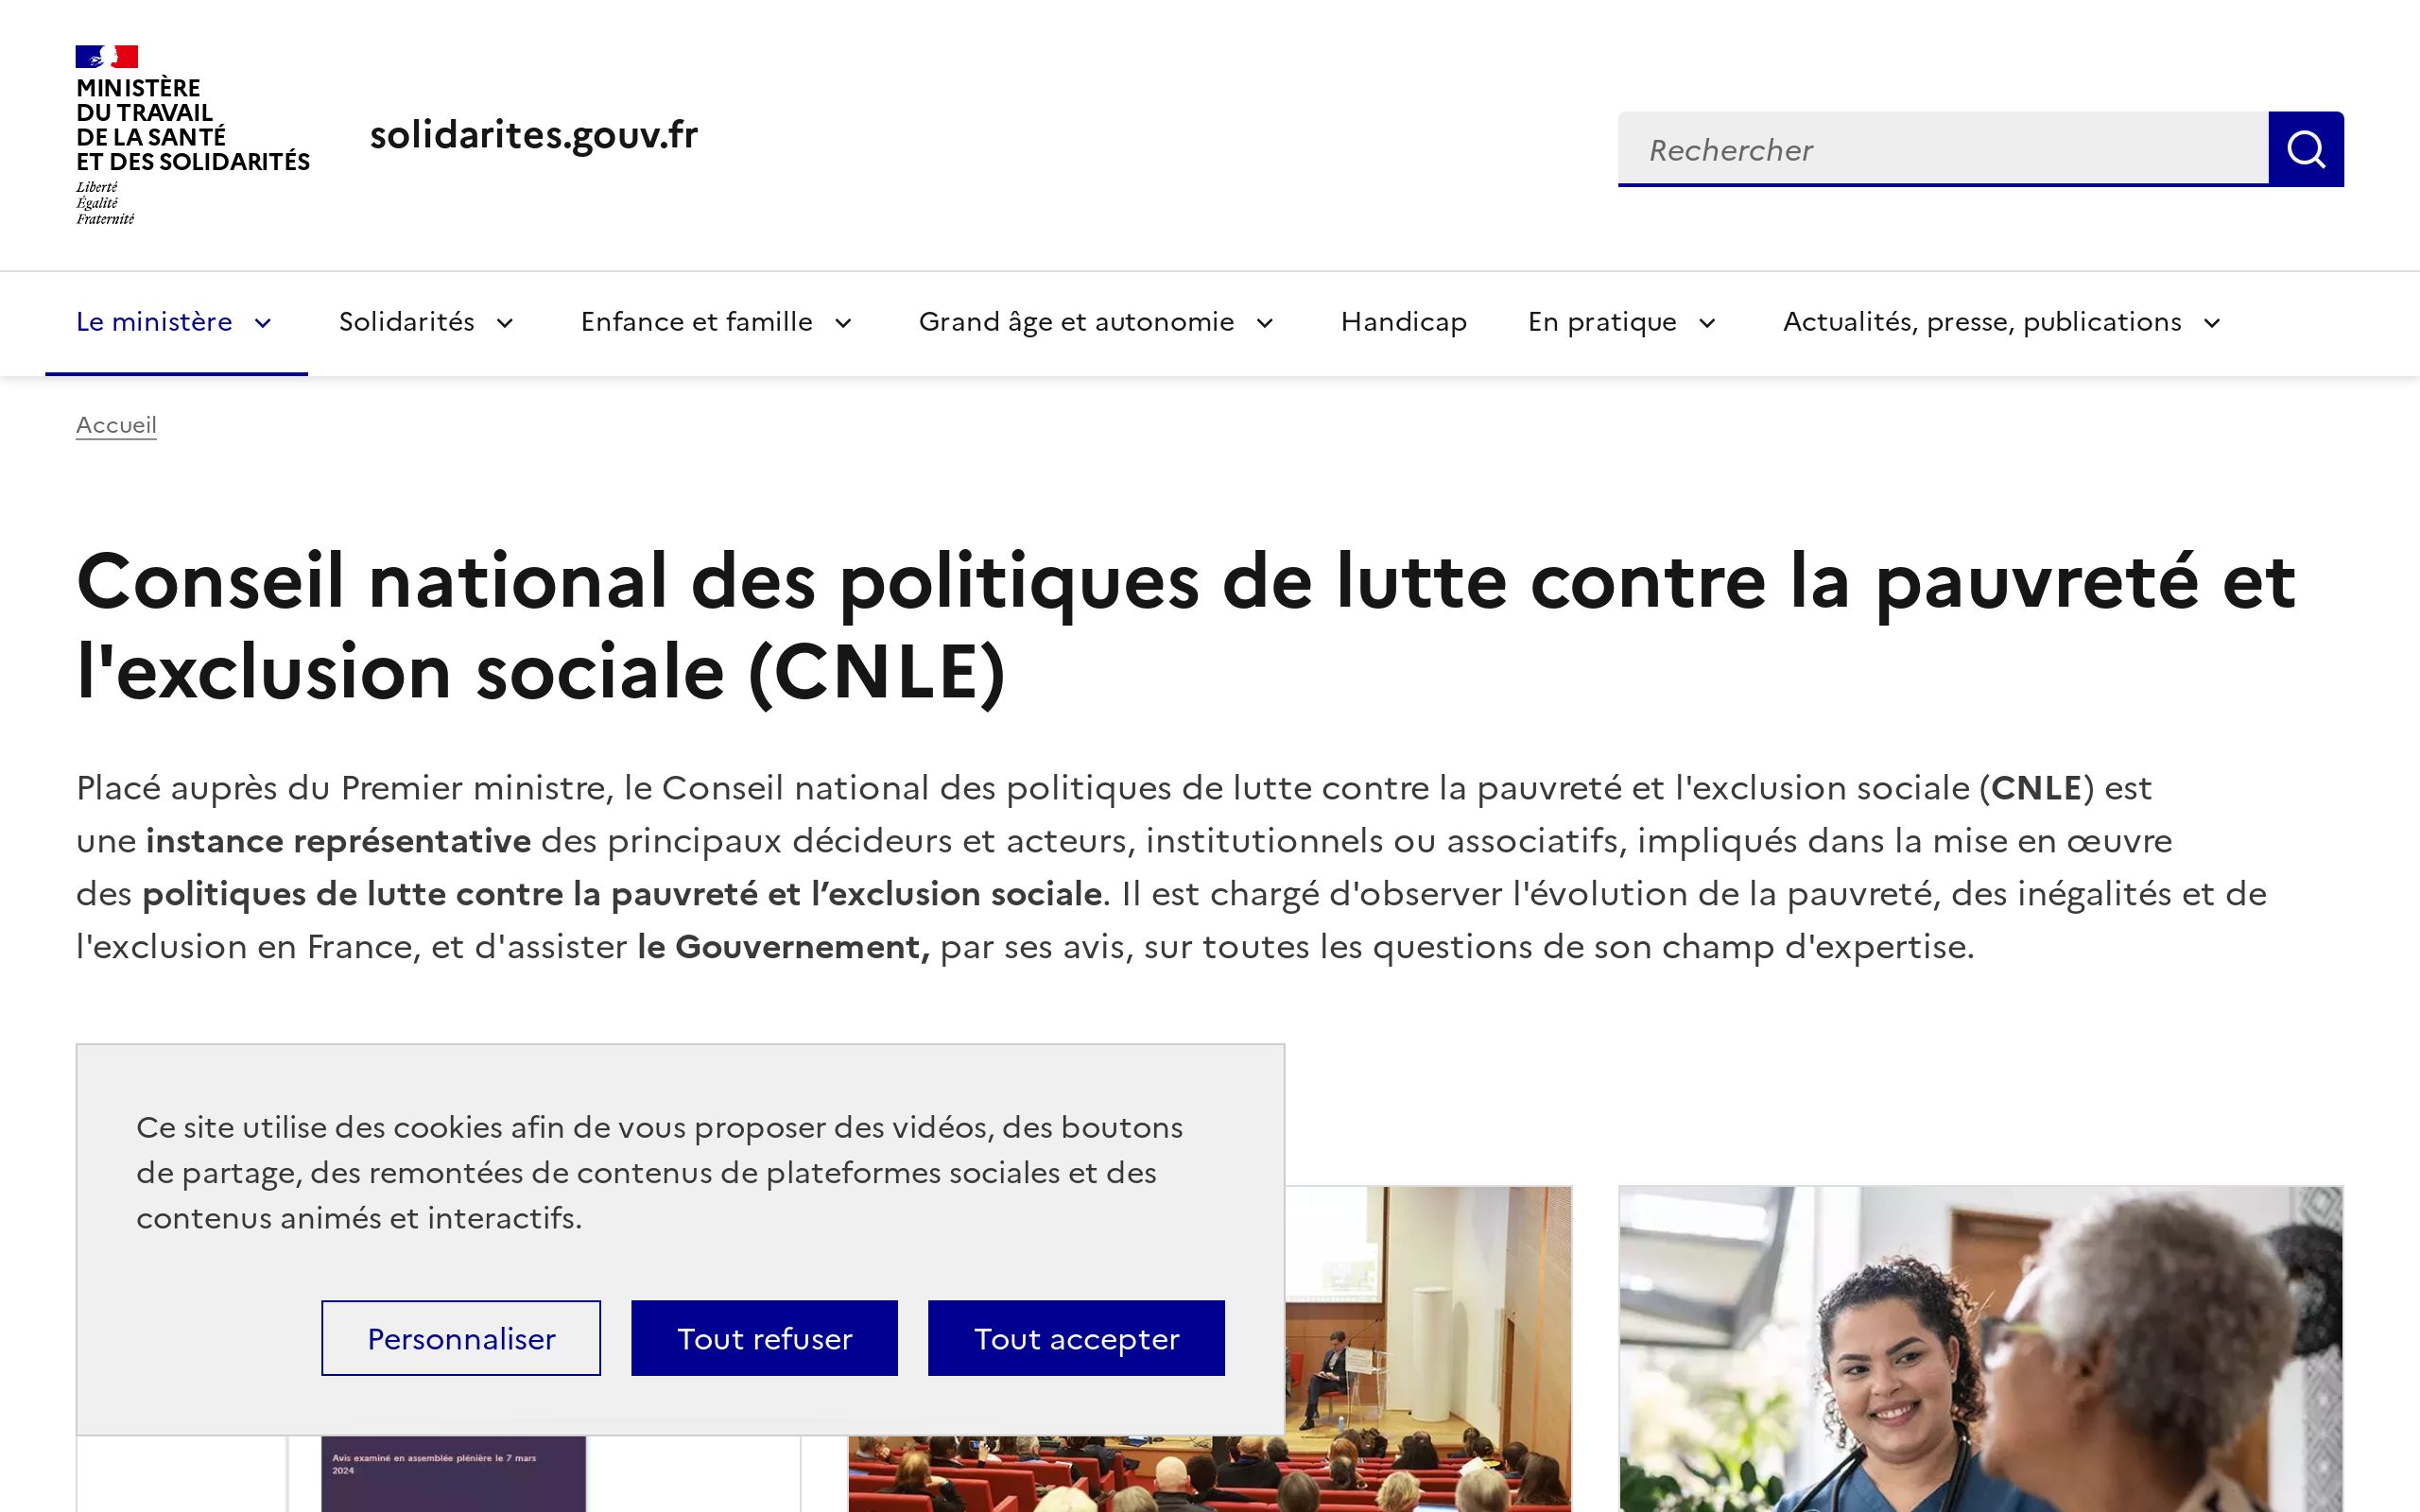 MINISTÈRE
DU TRAVAIL
DE LA SANTÉ
ET DES SOLIDARITÉS
Liberté
Égalité
Fraternité
solidarites.gouv.fr
Rechercher
Le ministère
Solidarités
Enfance et famille
Grand âge et autonomie
Handicap
En pratique
Actualités, presse, publications
Accueil
Conseil national des politiques de lutte contre la pauvreté et
l'exclusion sociale (CNLE)
Placé auprès du Premier ministre, le Conseil national des politiques de lutte contre la pauvreté et l'exclusion sociale (CNLE) est
une instance représentative des principaux décideurs et acteurs, institutionnels ou associatifs, impliqués dans la mise en œuvre
des politiques de lutte contre la pauvreté et l’exclusion sociale. Il est chargé d'observer l'évolution de la pauvreté, des inégalités et de
l'exclusion en France, et d'assister le Gouvernement, par ses avis, sur toutes les questions de son champ d'expertise.
Ce site utilise des cookies afin de vous proposer des vidéos, des boutons
de partage, des remontées de contenus de plateformes sociales et des
contenus animés et interactifs.
Personnaliser
Tout refuser
Tout accepter
Avis examiné en assemblée plénière le 7 mars
2024